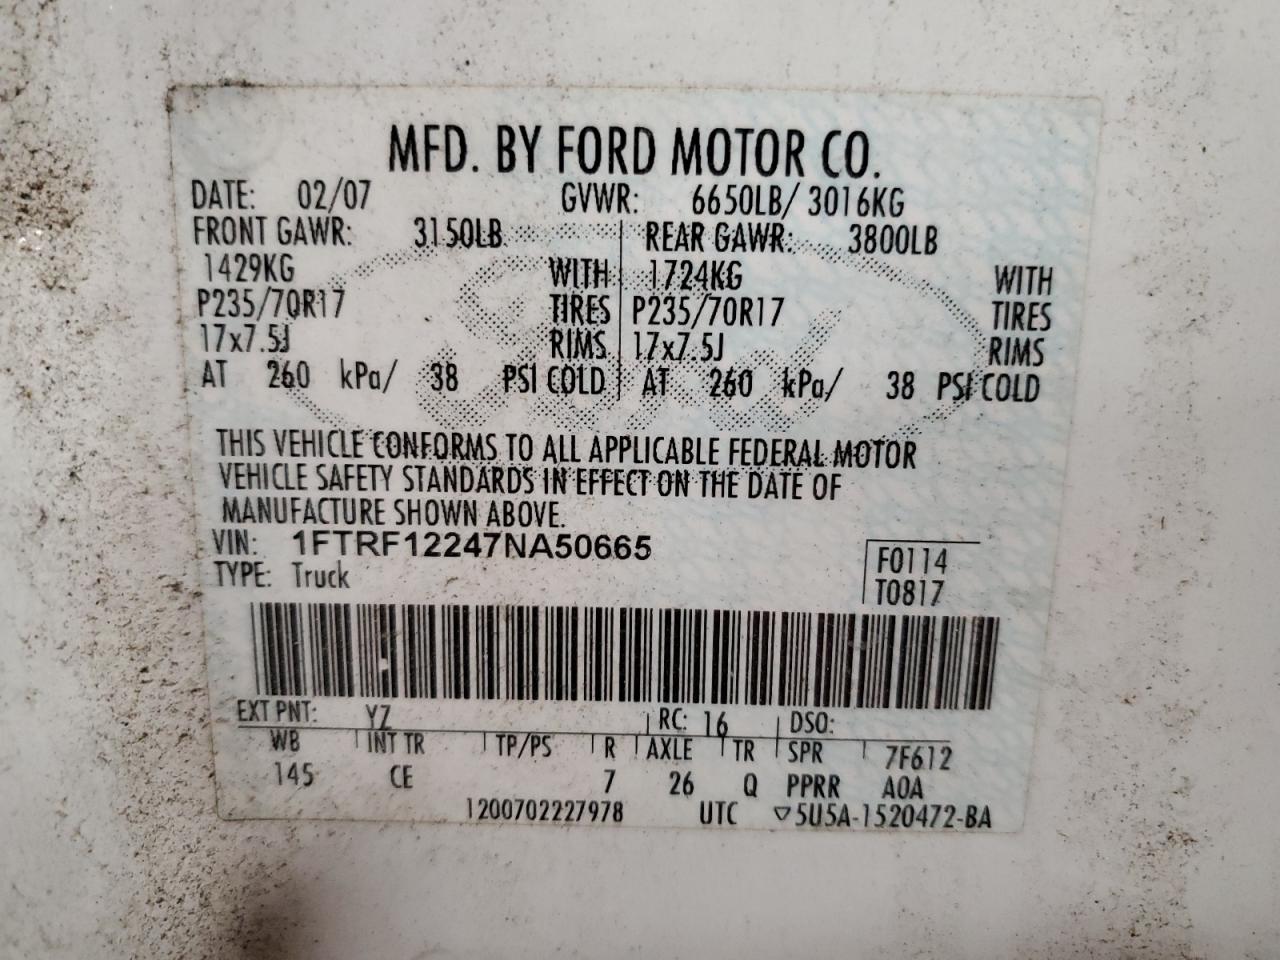 MFD. BY FORD MOTOR CO.
DATE: 02/07 GVWR: 6650LB/ 3016KG
FRONT GAWR: 3150LB REAR GAWR: 3800LB
1429KG WITH 1724KG WITH
P235/70R17 TIRES P235/70R17 TIRES
17x7.5J RIMS 17x7.5J RIMS
AT 260 kPa/ 38 PSI COLD AT 260 kPa/ 38 PSI COLD
THIS VEHICLE CONFORMS TO ALL APPLICABLE FEDERAL MOTOR
VEHICLE SAFETY STANDARDS IN EFFECT ON THE DATE OF
MANUFACTURE SHOWN ABOVE.
VIN: 1FTRF12247NA50665
F0114
TYPE: Truck
T0817
EXT PNT: YZ RC: 16 DSO:
WB INT TR TP/PS R AXLE TR SPR 7F612
145 CE 7 26 Q PPRR A0A
1200702227978 UTC ▽5U5A-1520472-BA
Ford